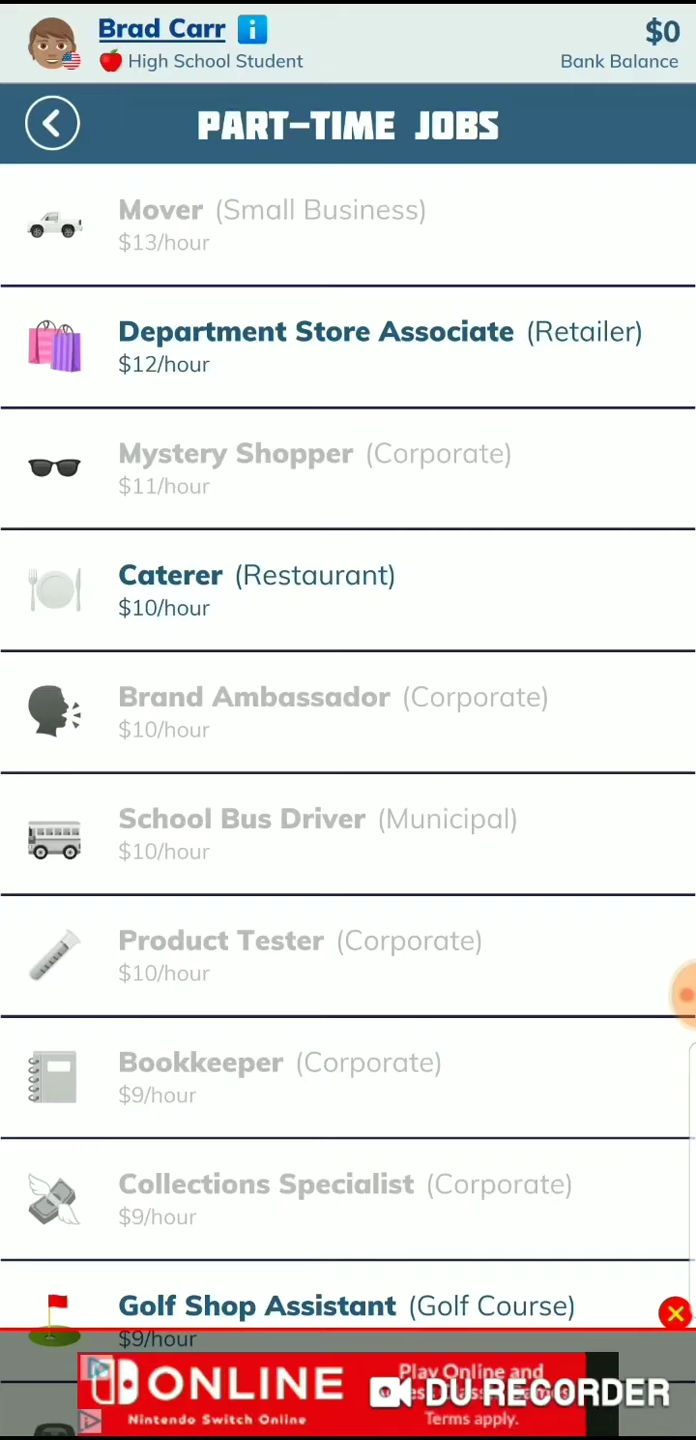 Brad Carr i
$0
High School Student
Bank Balance
PART-TIME JOBS
Mover (Small Business)
$13/hour
Department Store Associate (Retailer)
$12/hour
Mystery Shopper (Corporate)
$11/hour
Caterer (Restaurant)
$10/hour
Brand Ambassador (Corporate)
$10/hour
School Bus Driver (Municipal)
$10/hour
Product Tester (Corporate)
$10/hour
Bookkeeper (Corporate)
$9/hour
Collections Specialist (Corporate)
$9/hour
Golf Shop Assistant (Golf Course)
$9/hour
ONLINE
Nintendo Switch Online
Play Online and
Terms apply.
DU RECORDER